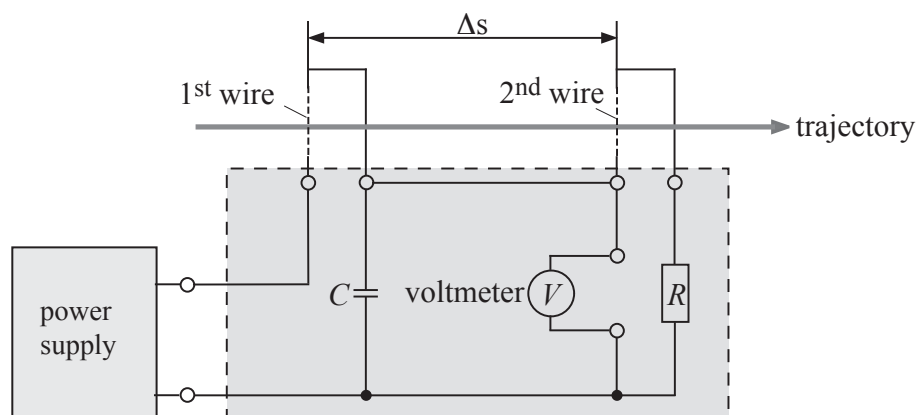 Δs
1st wire
2nd wire
trajectory
C
voltmeter
V
R
power
supply